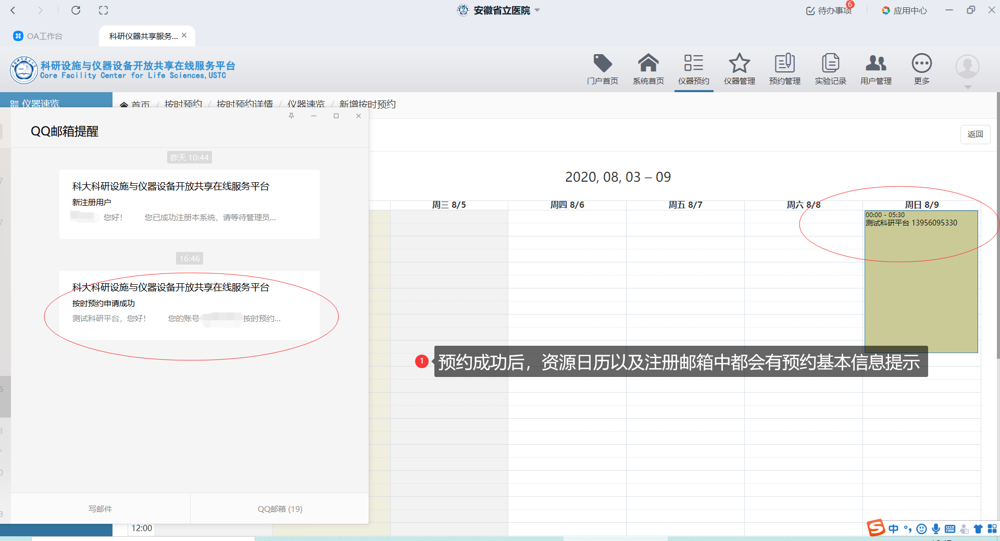 安徽省立医院
待办事项
6
应用中心
OA工作台
科研仪器共享服务...
科研设施与仪器设备开放共享在线服务平台
Core Facility Center for Life Sciences,USTC
门户首页
系统首页
仪器预约
仪器管理
预约管理
实验记录
用户管理
更多
仪器速览
首页 / 按时预约 / 按时预约详情 / 仪器速览 / 新增按时预约
返回
QQ邮箱提醒
昨天 10:44
科大科研设施与仪器设备开放共享在线服务平台
新注册用户
您好！ 您已成功注册本系统，请等待管理员...
16:46
科大科研设施与仪器设备开放共享在线服务平台
按时预约申请成功
测试科研平台，您好！ 您的账号 按时预约...
写邮件
QQ邮箱 (19)
2020, 08, 03 – 09
周三 8/5
周四 8/6
周五 8/7
周六 8/8
周日 8/9
00:00 - 05:30
测试科研平台 13956095330
1
预约成功后，资源日历以及注册邮箱中都会有预约基本信息提示
12:00
中